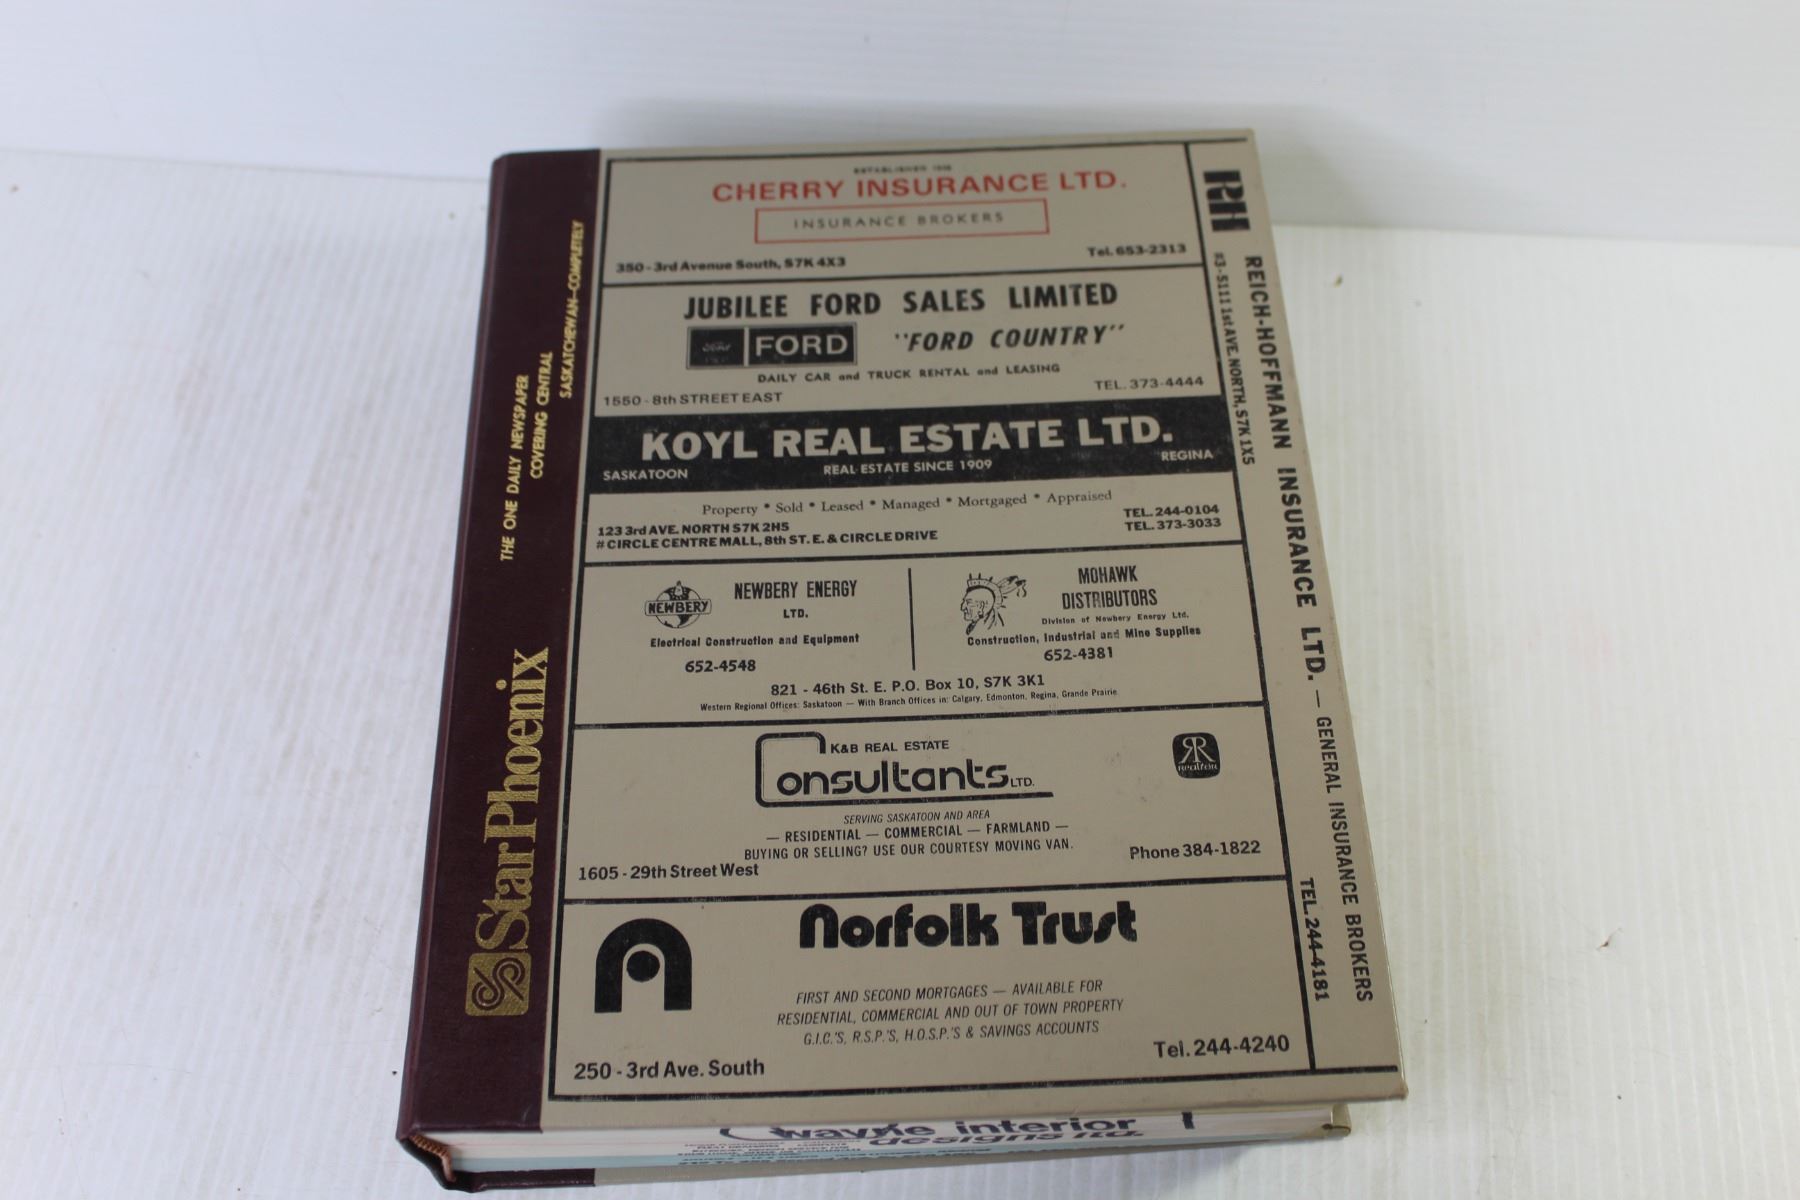 THE ONE DAILY NEWSPAPER
COVERING CENTRAL
SASKATCHEWAN—COMPLETELY
StarPhoenix
CHERRY INSURANCE LTD.
INSURANCE BROKERS
350 - 3rd Avenue South, S7K 4X3
Tel. 653-2313
JUBILEE FORD SALES LIMITED
Ford
FORD
"FORD COUNTRY"
DAILY CAR and TRUCK RENTAL and LEASING
1550 - 8th STREET EAST
TEL. 373-4444
KOYL REAL ESTATE LTD.
SASKATOON
REAL ESTATE SINCE 1909
REGINA
Property * Sold * Leased * Managed * Mortgaged * Appraised
123 3rd AVE. NORTH S7K 2H5
# CIRCLE CENTRE MALL, 8th ST. E. & CIRCLE DRIVE
TEL. 244-0104
TEL. 373-3033
NEWBERY
NEWBERY ENERGY
LTD.
Electrical Construction and Equipment
652-4548
MOHAWK
DISTRIBUTORS
Division of Newbery Energy Ltd.
Construction, Industrial and Mine Supplies
652-4381
821 - 46th St. E. P.O. Box 10, S7K 3K1
Western Regional Offices: Saskatoon — With Branch Offices in: Calgary, Edmonton, Regina, Grande Prairie
K&B REAL ESTATE
Consultants LTD.
REALTOR
SERVING SASKATOON AND AREA
— RESIDENTIAL — COMMERCIAL — FARMLAND —
BUYING OR SELLING? USE OUR COURTESY MOVING VAN.
1605 - 29th Street West
Phone 384-1822
Norfolk Trust
FIRST AND SECOND MORTGAGES — AVAILABLE FOR
RESIDENTIAL, COMMERCIAL AND OUT OF TOWN PROPERTY
G.I.C.'S, R.S.P.'S, H.O.S.P.'S & SAVINGS ACCOUNTS
250 - 3rd Ave. South
Tel. 244-4240
RH
REICH-HOFFMANN INSURANCE LTD. — GENERAL INSURANCE BROKERS
#3-511 1st AVE. NORTH, S7K 1X5
TEL. 244-4181
wayne interior
designs ltd.